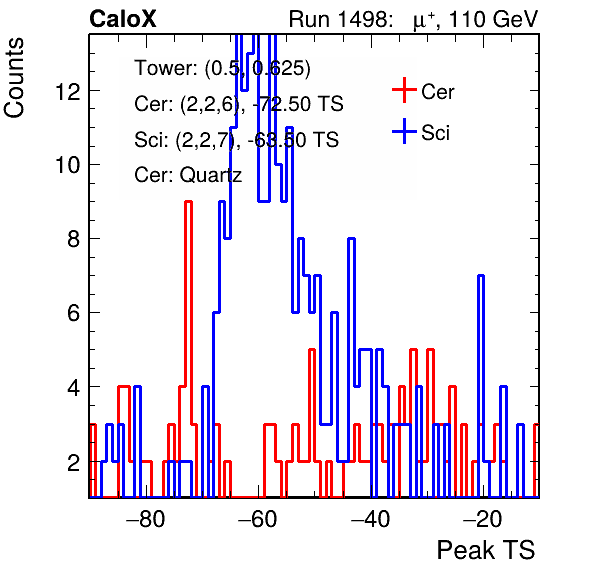 CaloX
Run 1498: μ⁺, 110 GeV
Counts
Tower: (0.5, 0.625)
Cer: (2,2,6), -72.50 TS
Sci: (2,2,7), -63.50 TS
Cer: Quartz
Cer
Sci
12
10
8
6
4
2
−80 −60 −40 −20
Peak TS